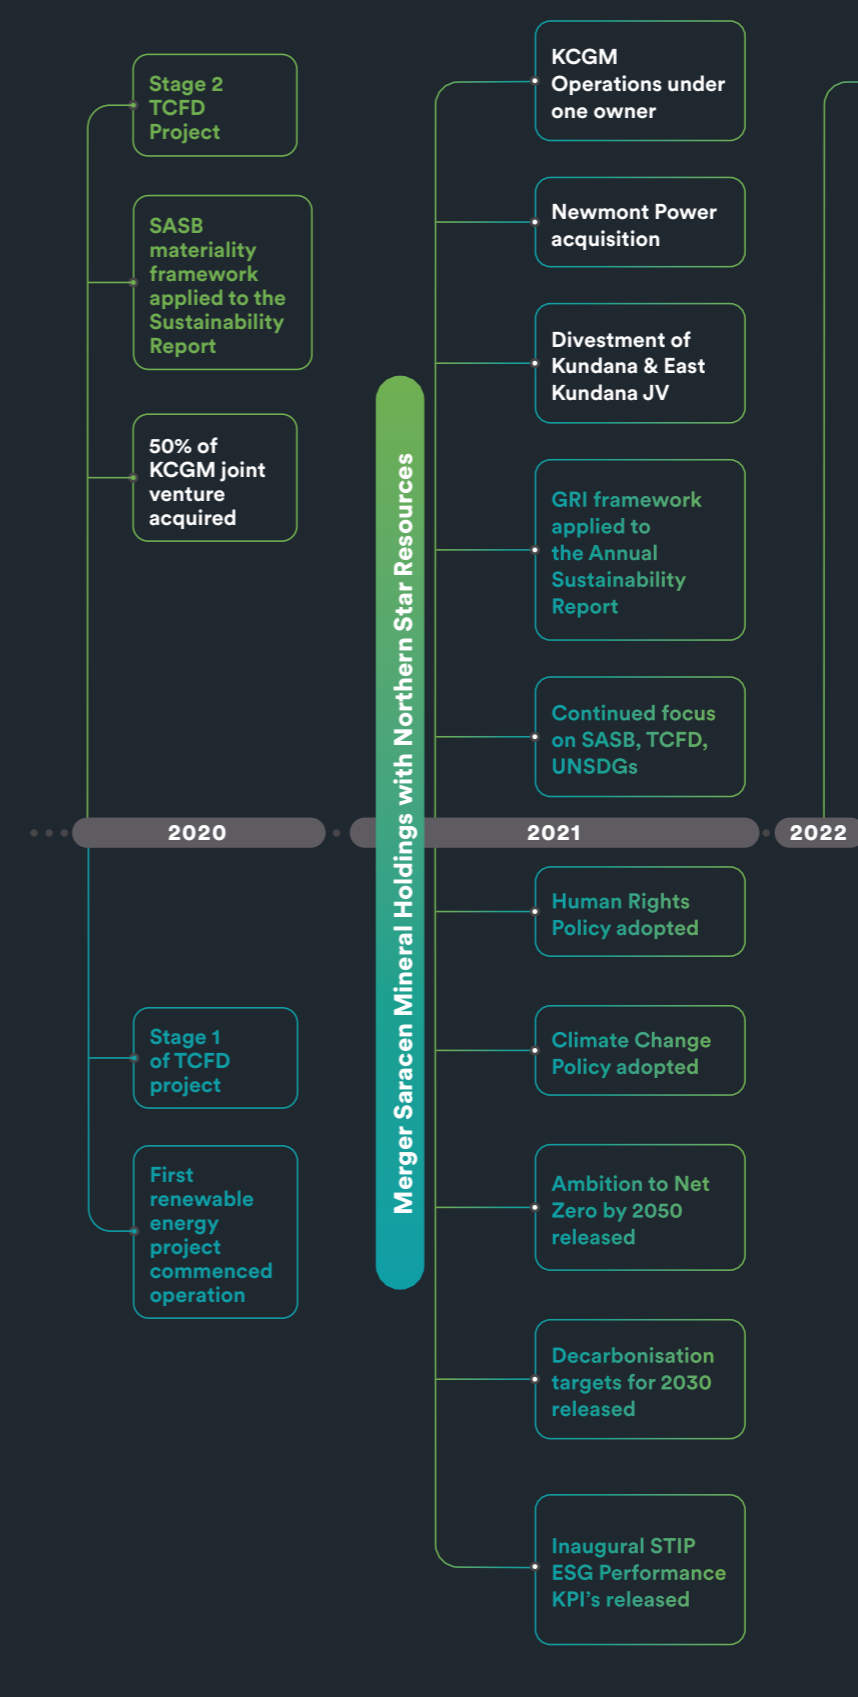 Stage 2
TCFD
Project
SASB
materiality
framework
applied to the
Sustainability
Report
50% of
KCGM joint
venture
acquired
2020
Stage 1
of TCFD
project
First
renewable
energy
project
commenced
operation
Merger Saracen Mineral Holdings with Northern Star Resources
KCGM
Operations under
one owner
Newmont Power
acquisition
Divestment of
Kundana & East
Kundana JV
GRI framework
applied to
the Annual
Sustainability
Report
Continued focus
on SASB, TCFD,
UNSDGs
2021
Human Rights
Policy adopted
Climate Change
Policy adopted
Ambition to Net
Zero by 2050
released
Decarbonisation
targets for 2030
released
Inaugural STIP
ESG Performance
KPI's released
2022